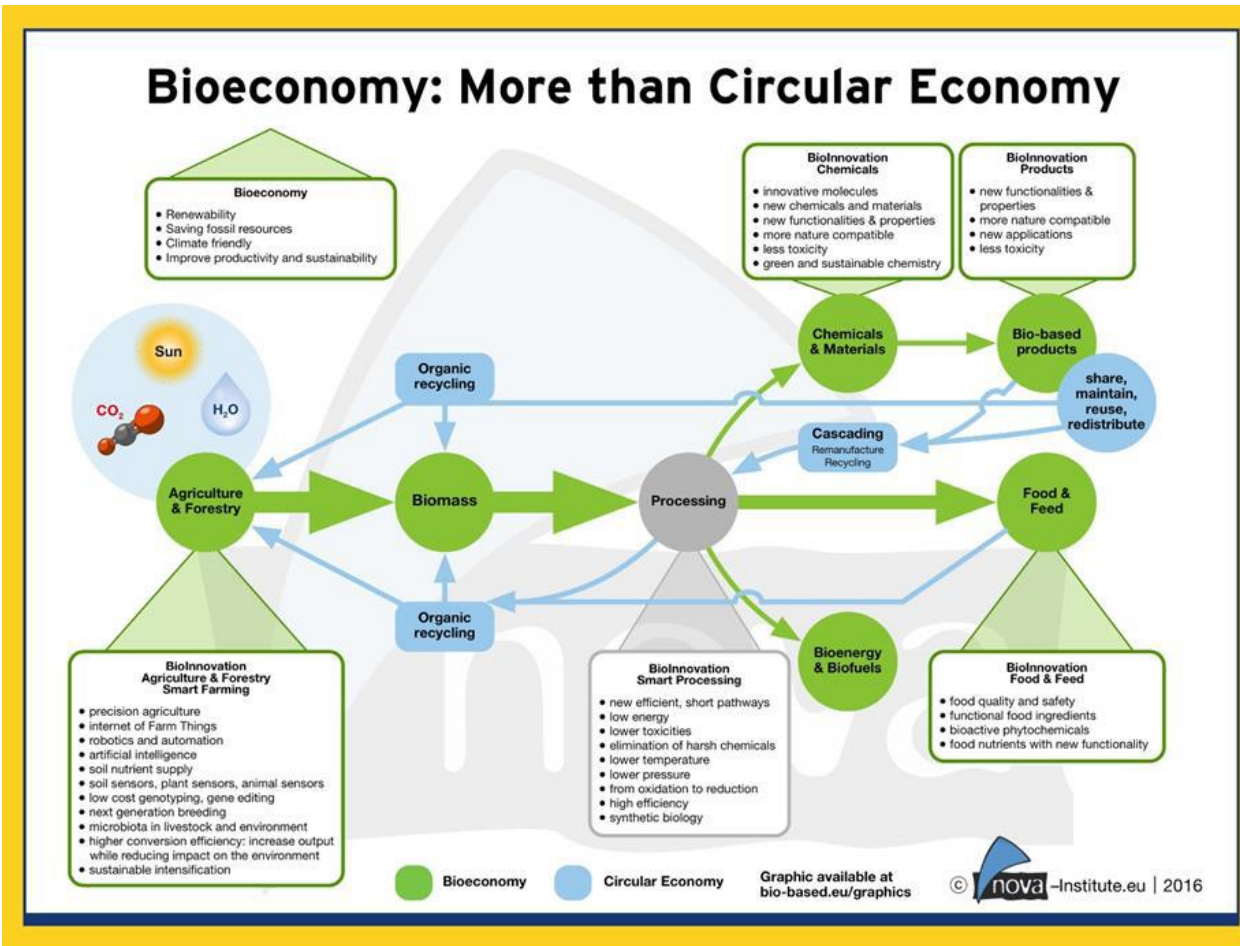 Bioeconomy: More than Circular Economy
Bioeconomy
• Renewability
• Saving fossil resources
• Climate friendly
• Improve productivity and sustainability
BioInnovation
Chemicals
• innovative molecules
• new chemicals and materials
• new functionalities & properties
• more nature compatible
• less toxicity
• green and sustainable chemistry
BioInnovation
Products
• new functionalities &
properties
• more nature compatible
• new applications
• less toxicity
Sun
CO2
H2O
Organic
recycling
Chemicals
& Materials
Bio-based
products
share,
maintain,
reuse,
redistribute
Cascading
Remanufacture
Recycling
Agriculture
& Forestry
Biomass
Processing
Food &
Feed
Organic
recycling
Bioenergy
& Biofuels
nova
BioInnovation
Agriculture & Forestry
Smart Farming
• precision agriculture
• internet of Farm Things
• robotics and automation
• artificial intelligence
• soil nutrient supply
• soil sensors, plant sensors, animal sensors
• low cost genotyping, gene editing
• next generation breeding
• microbiota in livestock and environment
• higher conversion efficiency: increase output
while reducing impact on the environment
• sustainable intensification
BioInnovation
Smart Processing
• new efficient, short pathways
• low energy
• lower toxicities
• elimination of harsh chemicals
• lower temperature
• lower pressure
• from oxidation to reduction
• high efficiency
• synthetic biology
BioInnovation
Food & Feed
• food quality and safety
• functional food ingredients
• bioactive phytochemicals
• food nutrients with new functionality
Bioeconomy
Circular Economy
Graphic available at
bio-based.eu/graphics
© nova-Institute.eu | 2016